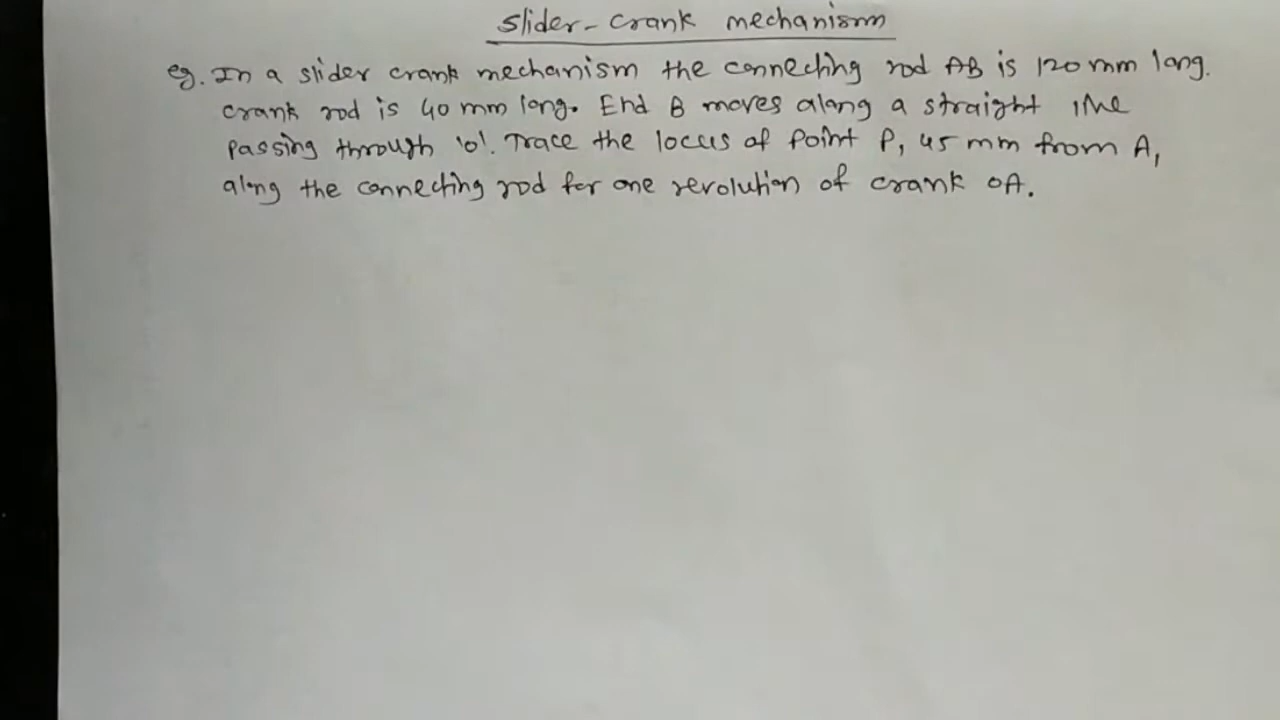 Slider-Crank mechanism
eg. In a slider crank mechanism the connecting rod AB is 120 mm long.
crank rod is 40 mm long. End B moves along a straight line
passing through 'o'. Trace the locus of point P, 45 mm from A,
along the connecting rod for one revolution of crank OA.